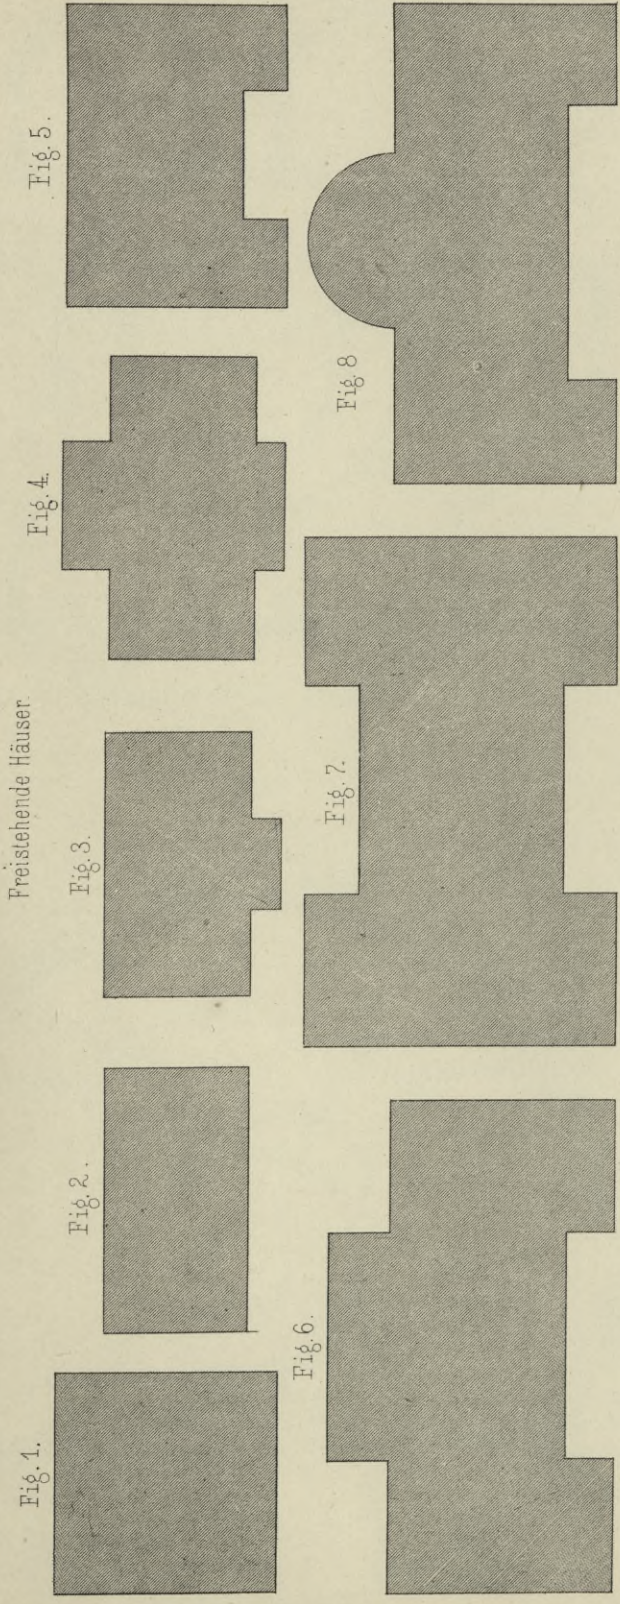 Freistehende Häuser.
Fig. 1.
Fig. 2.
Fig. 3.
Fig. 4.
Fig. 5.
Fig. 6.
Fig. 7.
Fig. 8